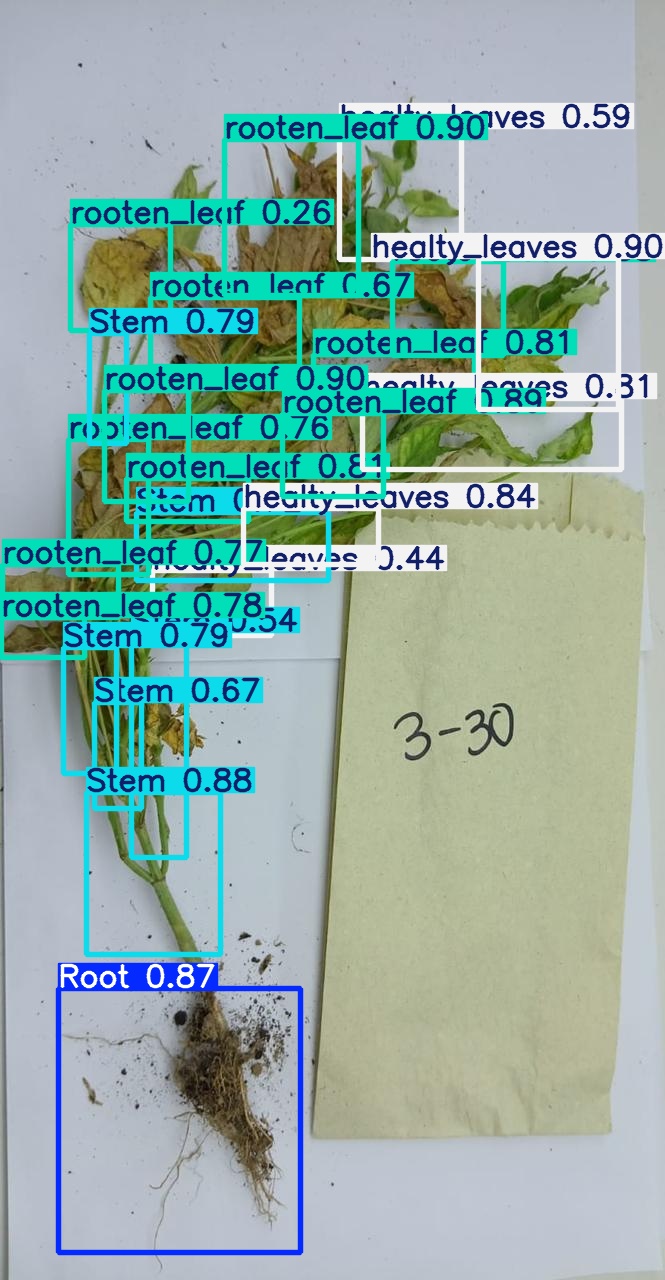 healty_leaves 0.59
rooten_leaf 0.90
rooten_leaf 0.26
healty_leaves 0.90
rooten_leaf 0.67
Stem 0.79
rooten_leaf 0.81
rooten_leaf 0.90
healty_leaves 0.81
rooten_leaf 0.89
rooten_leaf 0.76
rooten_leaf 0.81
Stem
healty_leaves 0.84
rooten_leaf 0.77
healty_leaves 0.44
rooten_leaf 0.78
0.54
Stem 0.79
Stem 0.67
3-30
Stem 0.88
Root 0.87